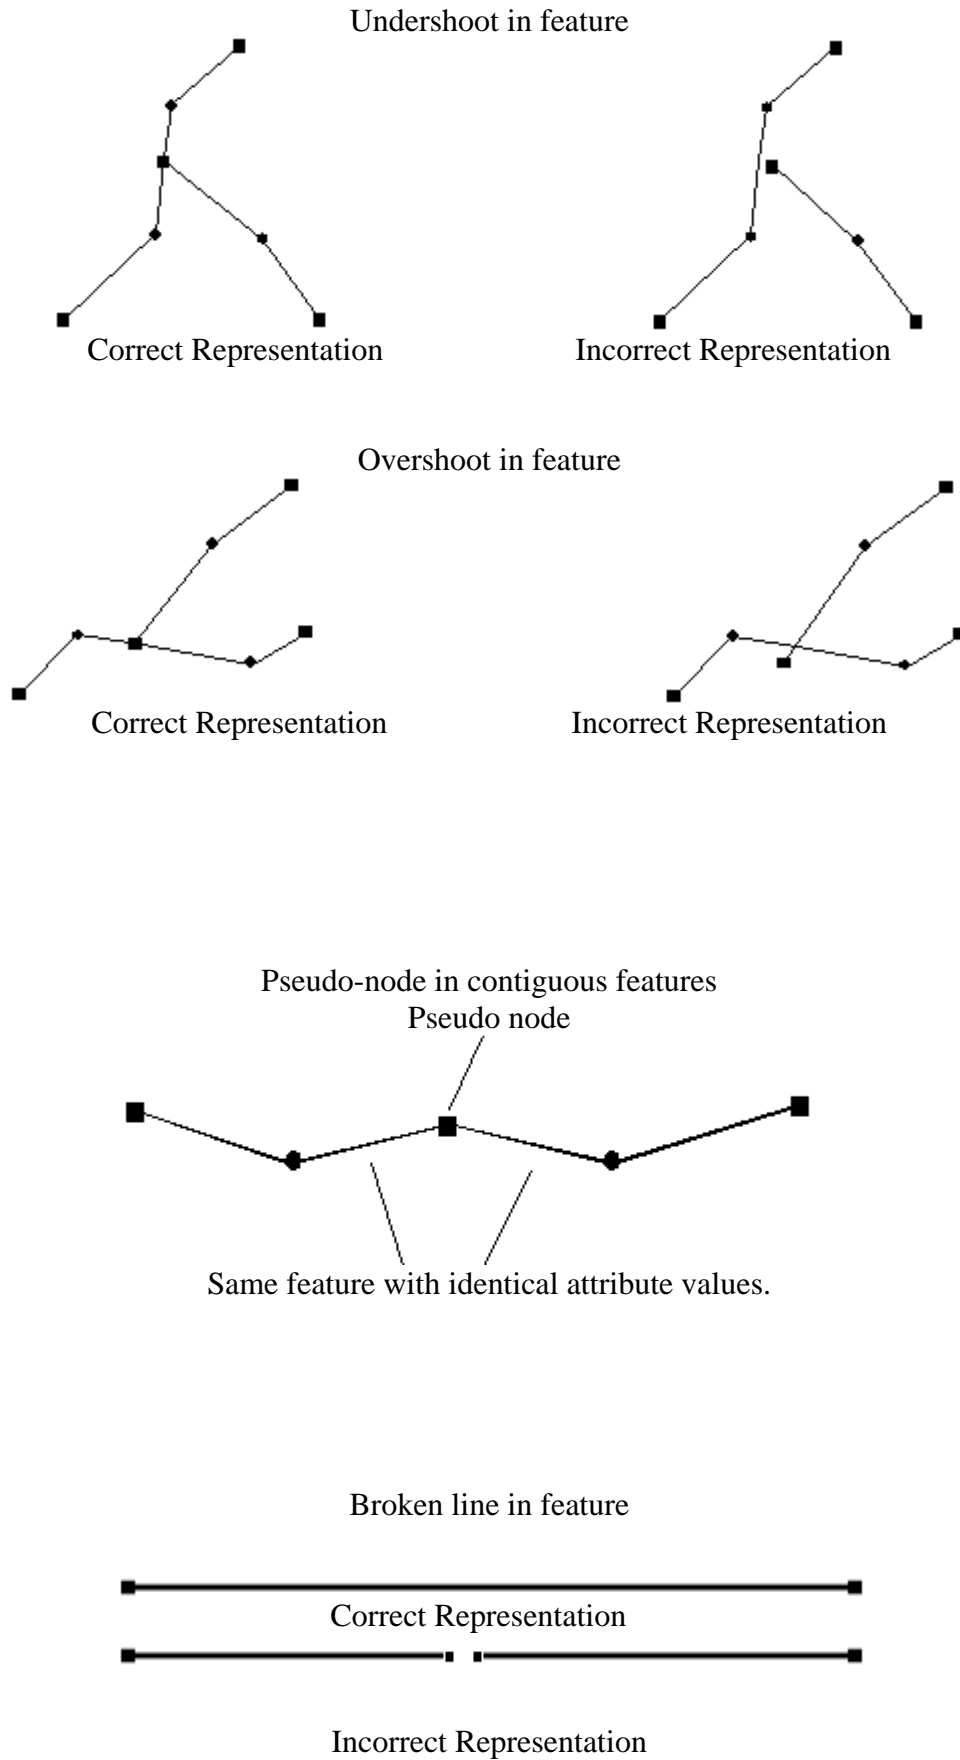 Undershoot in feature
Correct Representation
Incorrect Representation
Overshoot in feature
Correct Representation
Incorrect Representation
Pseudo-node in contiguous features
Pseudo node
Same feature with identical attribute values.
Broken line in feature
Correct Representation
Incorrect Representation